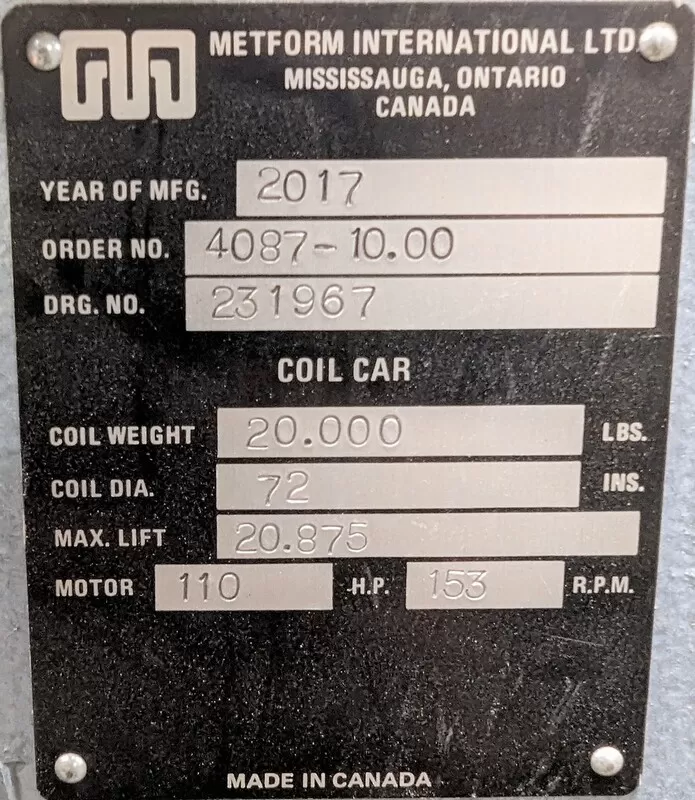 METFORM INTERNATIONAL LTD.
MISSISSAUGA, ONTARIO
CANADA
YEAR OF MFG. 2017
ORDER NO. 4087-10.00
DRG. NO. 231967
COIL CAR
COIL WEIGHT 20.000 LBS.
COIL DIA. 72 INS.
MAX. LIFT 20.875
MOTOR 110 H.P. 153 R.P.M.
MADE IN CANADA